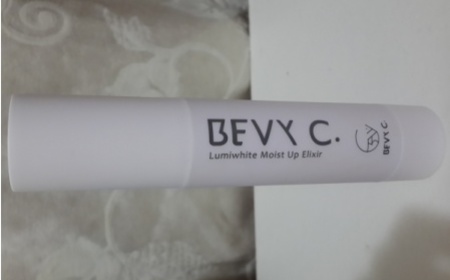 BEVY C.
Lumiwhite Moist Up Elixir
BEVY C.